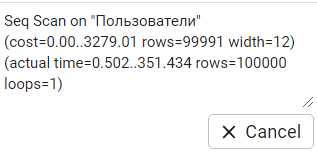 Seq Scan on "Пользователи"
(cost=0.00..3279.01 rows=99991 width=12)
(actual time=0.502..351.434 rows=100000
loops=1)
Cancel